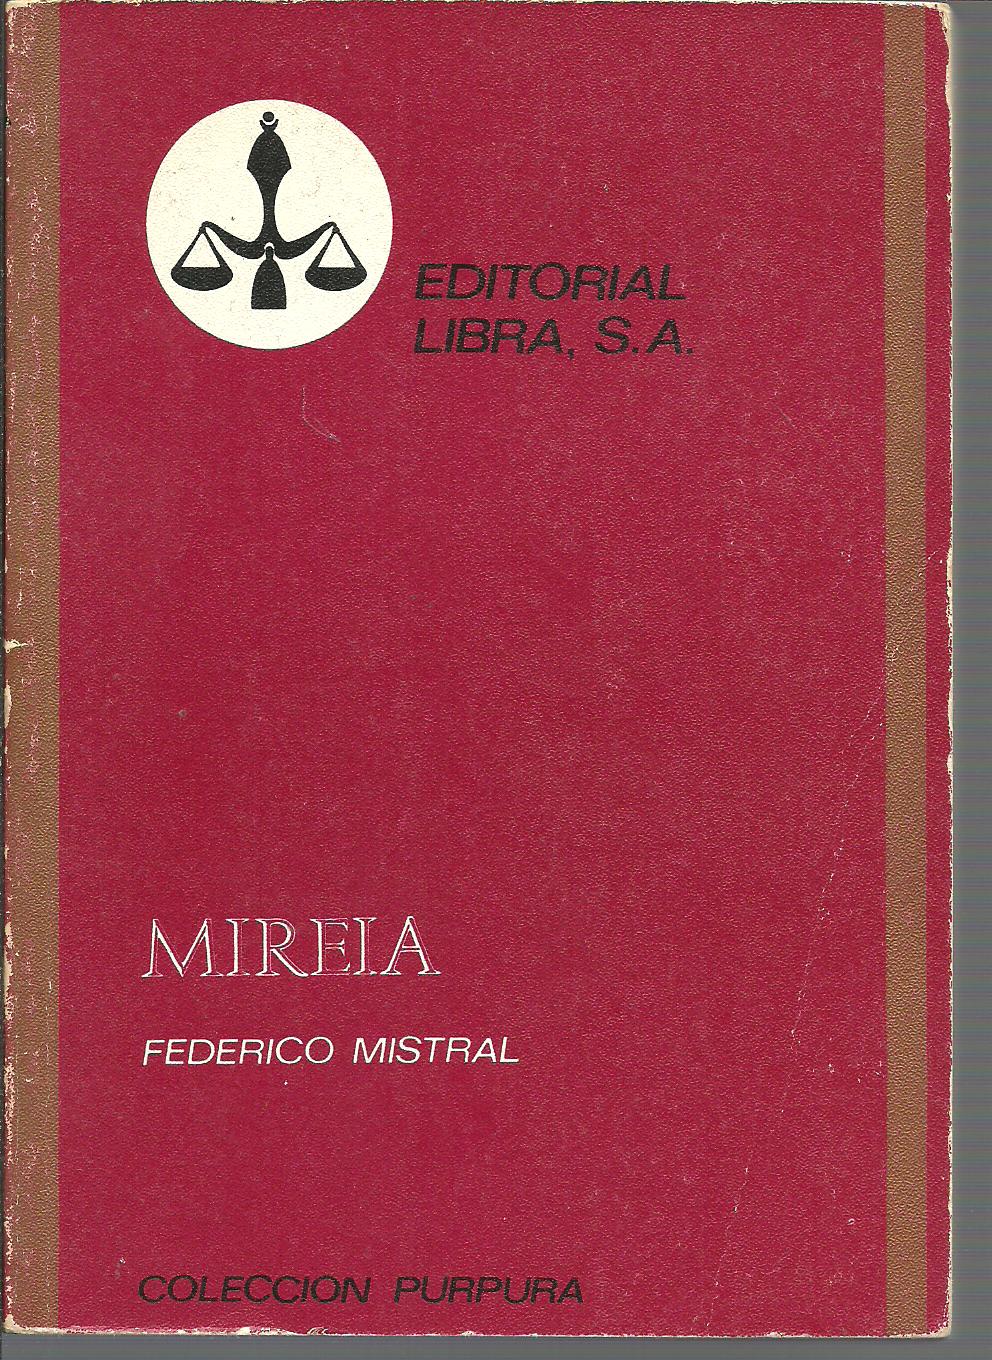 EDITORIAL
LIBRA, S.A.
MIREIA
FEDERICO MISTRAL
COLECCION PURPURA